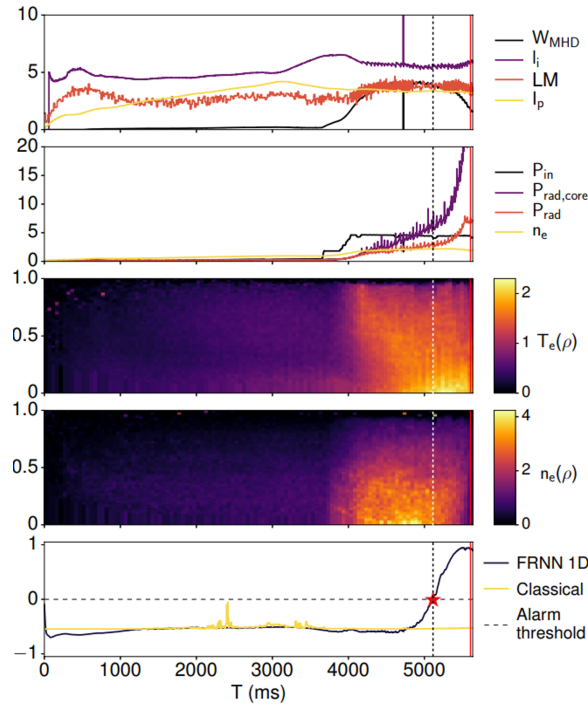 10
5
0
W_MHD
l_i
LM
I_p
20
15
10
5
0
P_in
P_rad,core
P_rad
n_e
1.0
0.5
0
2
1
0
T_e(ρ)
1.0
0.5
0
4
2
0
n_e(ρ)
1
0
−1
FRNN 1D
Classical
Alarm
threshold
0 1000 2000 3000 4000 5000
T (ms)